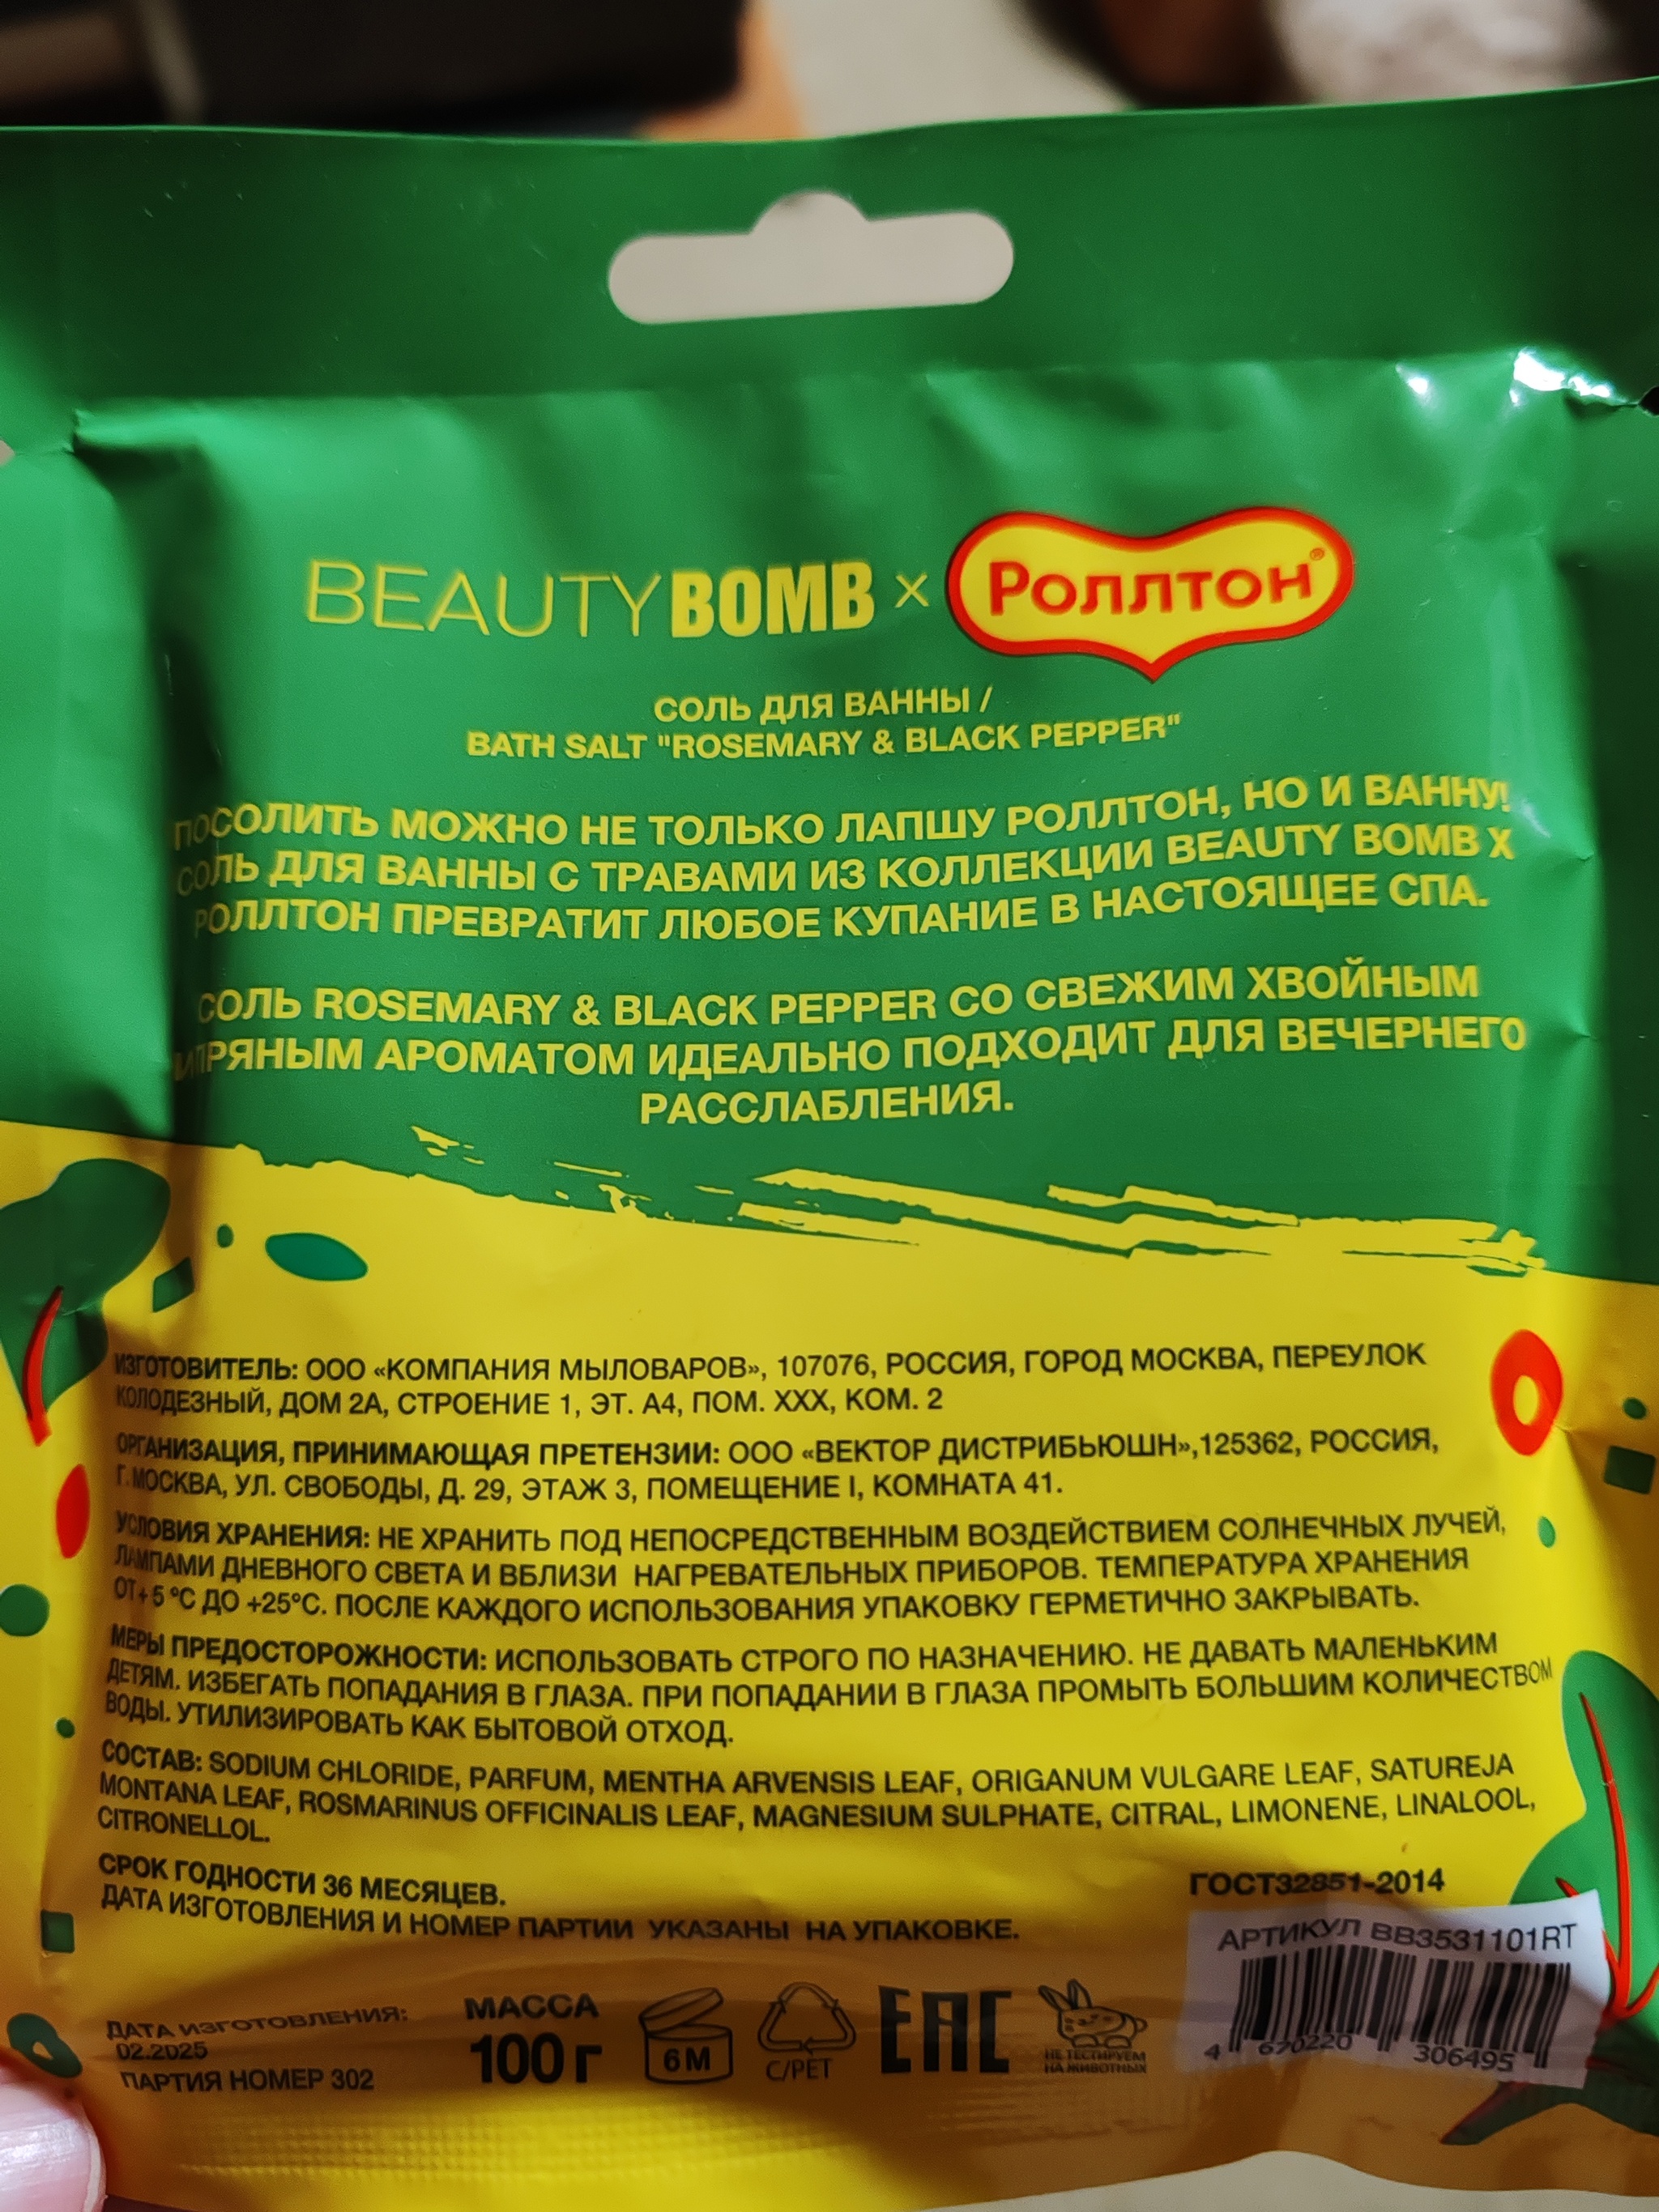 BEAUTY BOMB × РОЛЛТОН®
СОЛЬ ДЛЯ ВАННЫ /
BATH SALT "ROSEMARY & BLACK PEPPER"
ПОСОЛИТЬ МОЖНО НЕ ТОЛЬКО ЛАПШУ РОЛЛТОН, НО И ВАННУ!
СОЛЬ ДЛЯ ВАННЫ С ТРАВАМИ ИЗ КОЛЛЕКЦИИ BEAUTY BOMB X
РОЛЛТОН ПРЕВРАТИТ ЛЮБОЕ КУПАНИЕ В НАСТОЯЩЕЕ СПА.
СОЛЬ ROSEMARY & BLACK PEPPER СО СВЕЖИМ ХВОЙНЫМ
И ПРЯНЫМ АРОМАТОМ ИДЕАЛЬНО ПОДХОДИТ ДЛЯ ВЕЧЕРНЕГО
РАССЛАБЛЕНИЯ.
ИЗГОТОВИТЕЛЬ: ООО «КОМПАНИЯ МЫЛОВАРОВ», 107076, РОССИЯ, ГОРОД МОСКВА, ПЕРЕУЛОК
КОЛОДЕЗНЫЙ, ДОМ 2А, СТРОЕНИЕ 1, ЭТ. А4, ПОМ. XXX, КОМ. 2
ОРГАНИЗАЦИЯ, ПРИНИМАЮЩАЯ ПРЕТЕНЗИИ: ООО «ВЕКТОР ДИСТРИБЬЮШН»,125362, РОССИЯ,
Г. МОСКВА, УЛ. СВОБОДЫ, Д. 29, ЭТАЖ 3, ПОМЕЩЕНИЕ I, КОМНАТА 41.
УСЛОВИЯ ХРАНЕНИЯ: НЕ ХРАНИТЬ ПОД НЕПОСРЕДСТВЕННЫМ ВОЗДЕЙСТВИЕМ СОЛНЕЧНЫХ ЛУЧЕЙ,
ЛАМПАМИ ДНЕВНОГО СВЕТА И ВБЛИЗИ НАГРЕВАТЕЛЬНЫХ ПРИБОРОВ. ТЕМПЕРАТУРА ХРАНЕНИЯ
ОТ+5 °С ДО +25°С. ПОСЛЕ КАЖДОГО ИСПОЛЬЗОВАНИЯ УПАКОВКУ ГЕРМЕТИЧНО ЗАКРЫВАТЬ.
МЕРЫ ПРЕДОСТОРОЖНОСТИ: ИСПОЛЬЗОВАТЬ СТРОГО ПО НАЗНАЧЕНИЮ. НЕ ДАВАТЬ МАЛЕНЬКИМ
ДЕТЯМ. ИЗБЕГАТЬ ПОПАДАНИЯ В ГЛАЗА. ПРИ ПОПАДАНИИ В ГЛАЗА ПРОМЫТЬ БОЛЬШИМ КОЛИЧЕСТВОМ
ВОДЫ. УТИЛИЗИРОВАТЬ КАК БЫТОВОЙ ОТХОД.
СОСТАВ: SODIUM CHLORIDE, PARFUM, MENTHA ARVENSIS LEAF, ORIGANUM VULGARE LEAF, SATUREJA
MONTANA LEAF, ROSMARINUS OFFICINALIS LEAF, MAGNESIUM SULPHATE, CITRAL, LIMONENE, LINALOOL,
CITRONELLOL.
СРОК ГОДНОСТИ 36 МЕСЯЦЕВ.
ДАТА ИЗГОТОВЛЕНИЯ И НОМЕР ПАРТИИ УКАЗАНЫ НА УПАКОВКЕ.
ГОСТ32851-2014
АРТИКУЛ BB3531101RT
4 670220 306495
ДАТА ИЗГОТОВЛЕНИЯ:
02.2025
ПАРТИЯ НОМЕР 302
МАССА
100 г
6 М
C/PET
ЕАС
НЕ ТЕСТИРУЕМ
НА ЖИВОТНЫХ